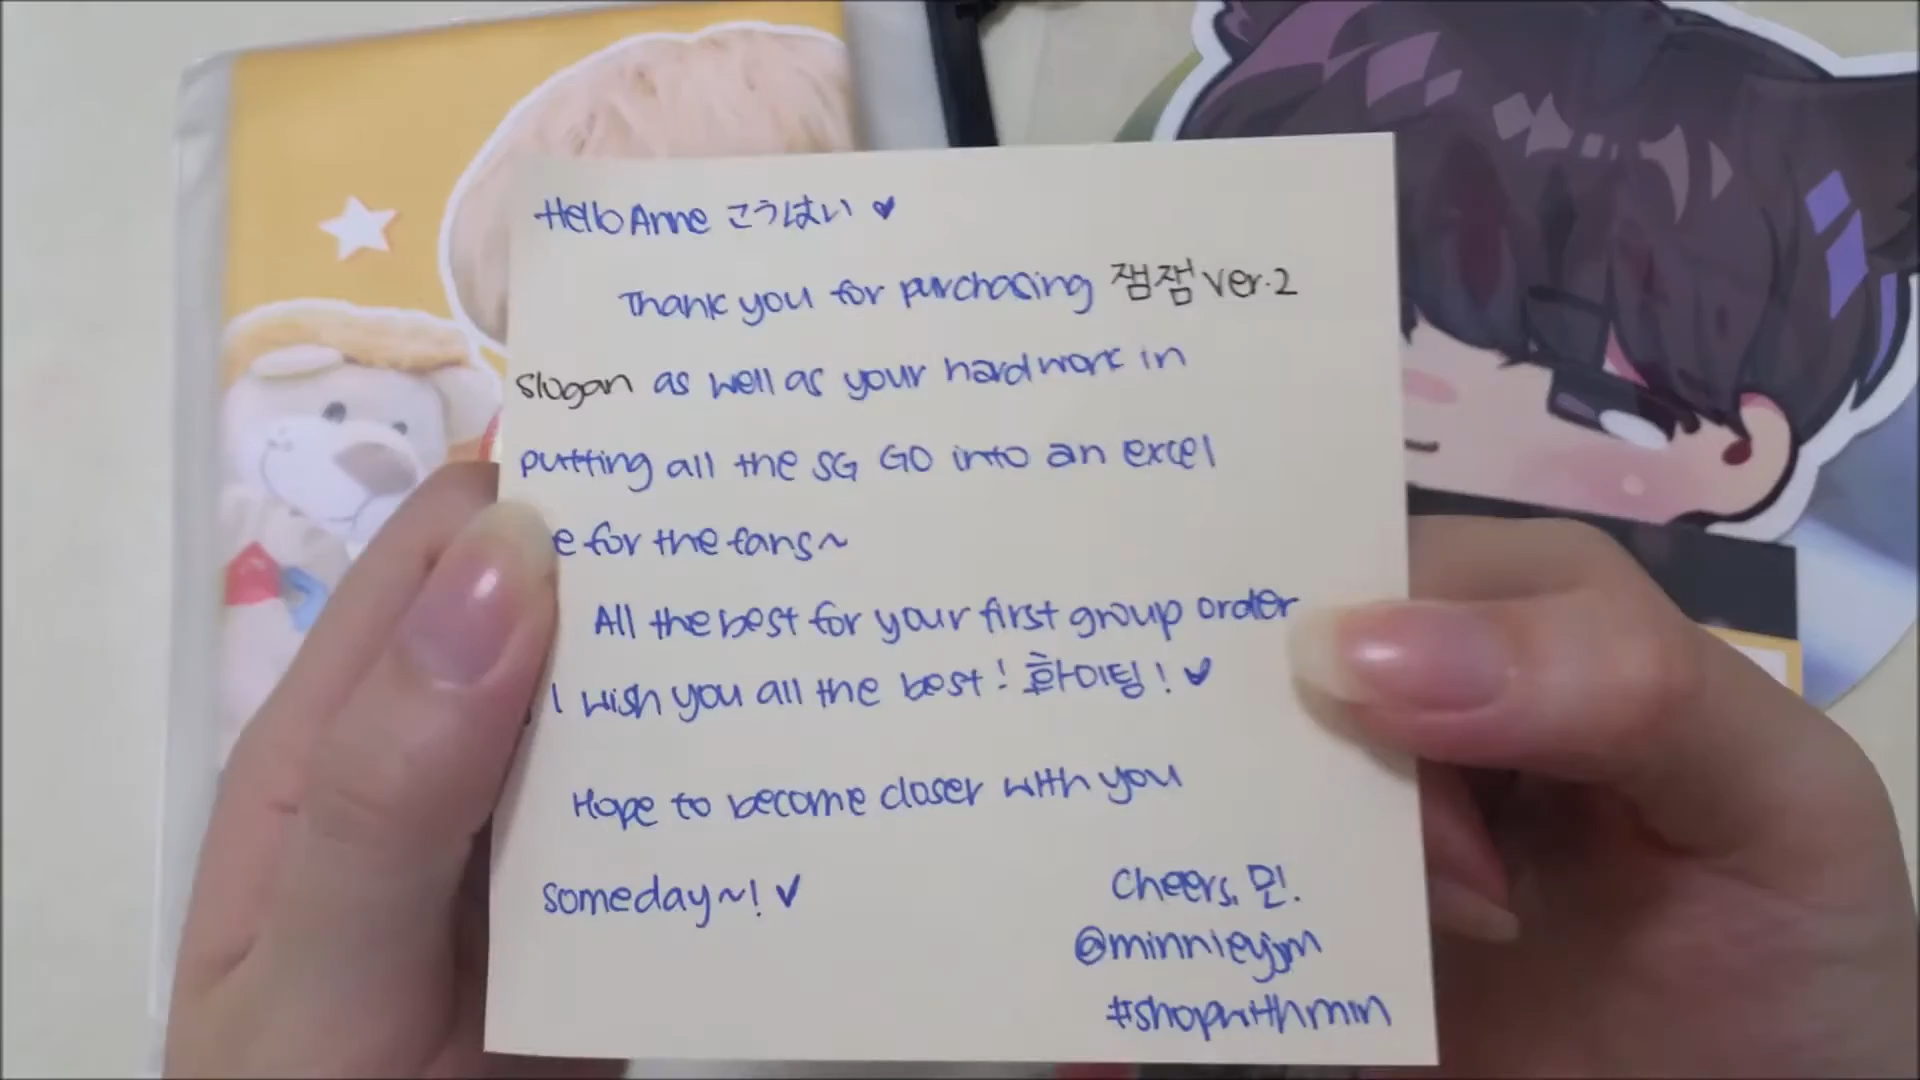 Hello Anne こうはい ♥
Thank you for purchasing 잼잼 ver.2
slogan as well as your hardwork in
putting all the SG GO into an excel
e for the fans~
All the best for your first group order
I wish you all the best! 화이팅! ♥
Hope to become closer with you
someday~! ♥
Cheers, 민.
@minnieyjm
#shopwithmin